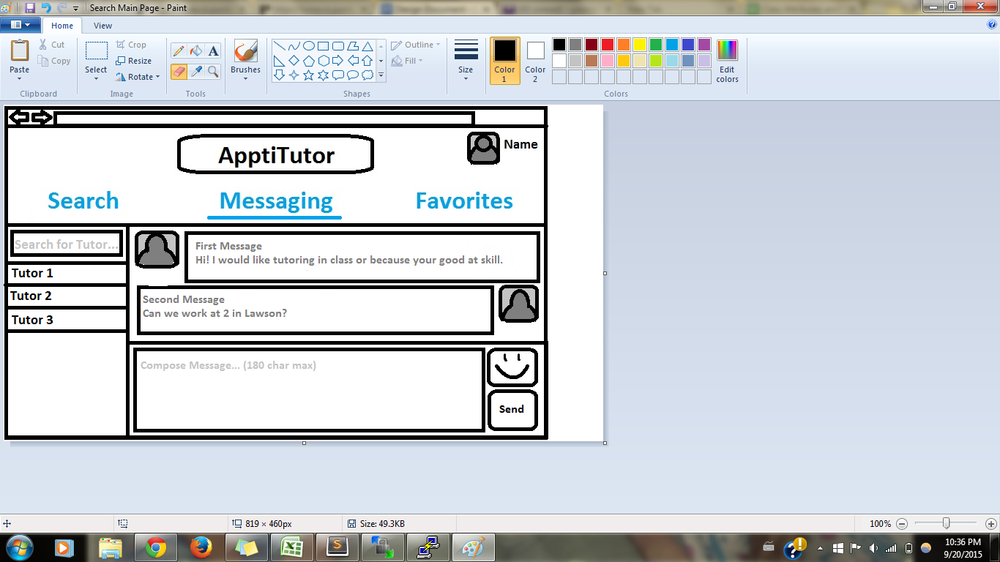 Search Main Page - Paint
Home View
Paste
Cut
Copy
Clipboard
Select
Crop
Resize
Rotate
Image
A
Tools
Brushes
Shapes
Outline
Fill
Size
Color 1
Color 2
Edit colors
Colors
ApptiTutor
Name
Search Messaging Favorites
Search for Tutor...
Tutor 1
Tutor 2
Tutor 3
First Message
Hi! I would like tutoring in class or because your good at skill.
Second Message
Can we work at 2 in Lawson?
Compose Message... (180 char max)
Send
819 × 460px
Size: 49.3KB
100%
10:36 PM
9/20/2015